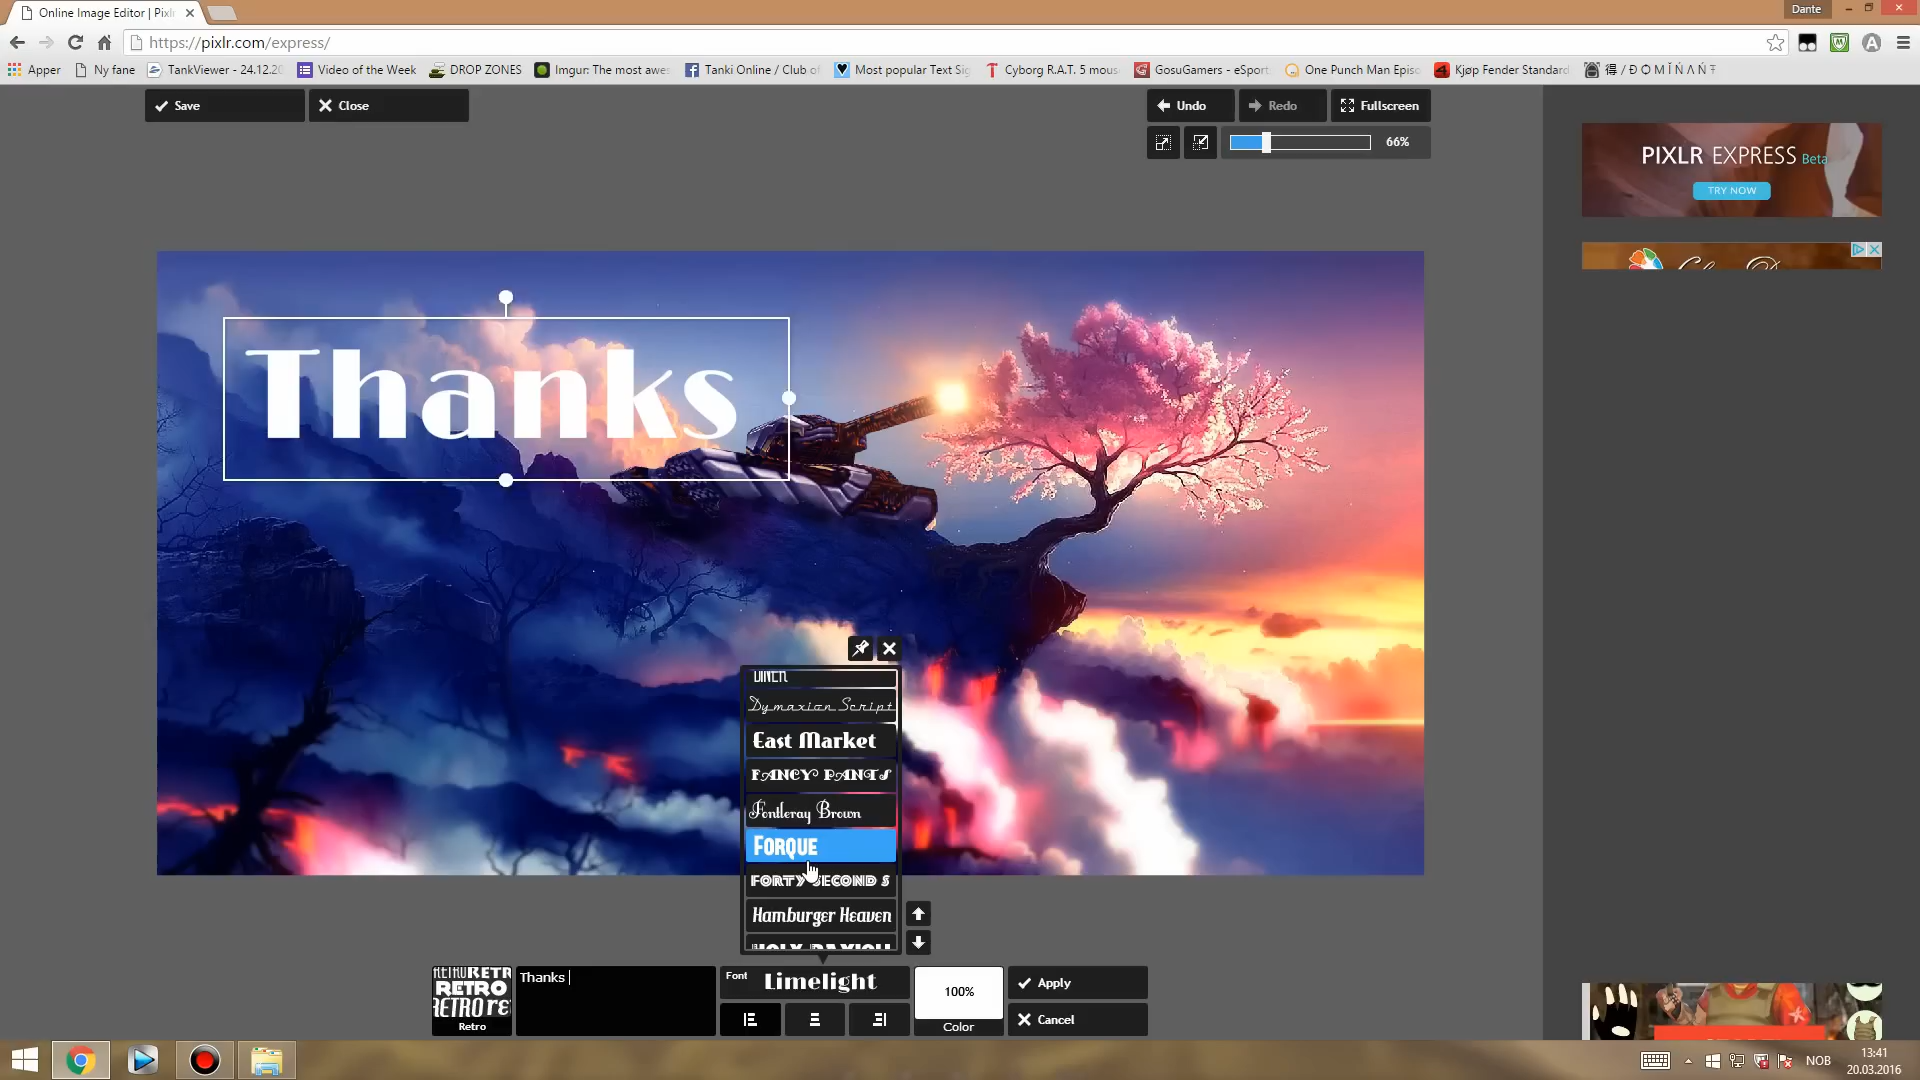 Online Image Editor | Pixlr
Dante
https://pixlr.com/express/
Apper
Ny fane
TankViewer - 24.12.20
Video of the Week
DROP ZONES
Imgur: The most awe
Tanki Online / Club of
Most popular Text Sig
Cyborg R.A.T. 5 mous
GosuGamers - eSport
One Punch Man Episo
Kjøp Fender Standard
Save
Close
Undo
Redo
Fullscreen
66%
PIXLR EXPRESS Beta
TRY NOW
Thanks
DINER
Dymaxion Script
East Market
FANCY PANTS
Fontleray Brown
FORQUE
FORTY SECOND S
Hamburger Heaven
RETRO
RETRO
RETRO
Retro
Thanks
Font
Limelight
100%
Color
Apply
Cancel
NOB
13:41
20.03.2016